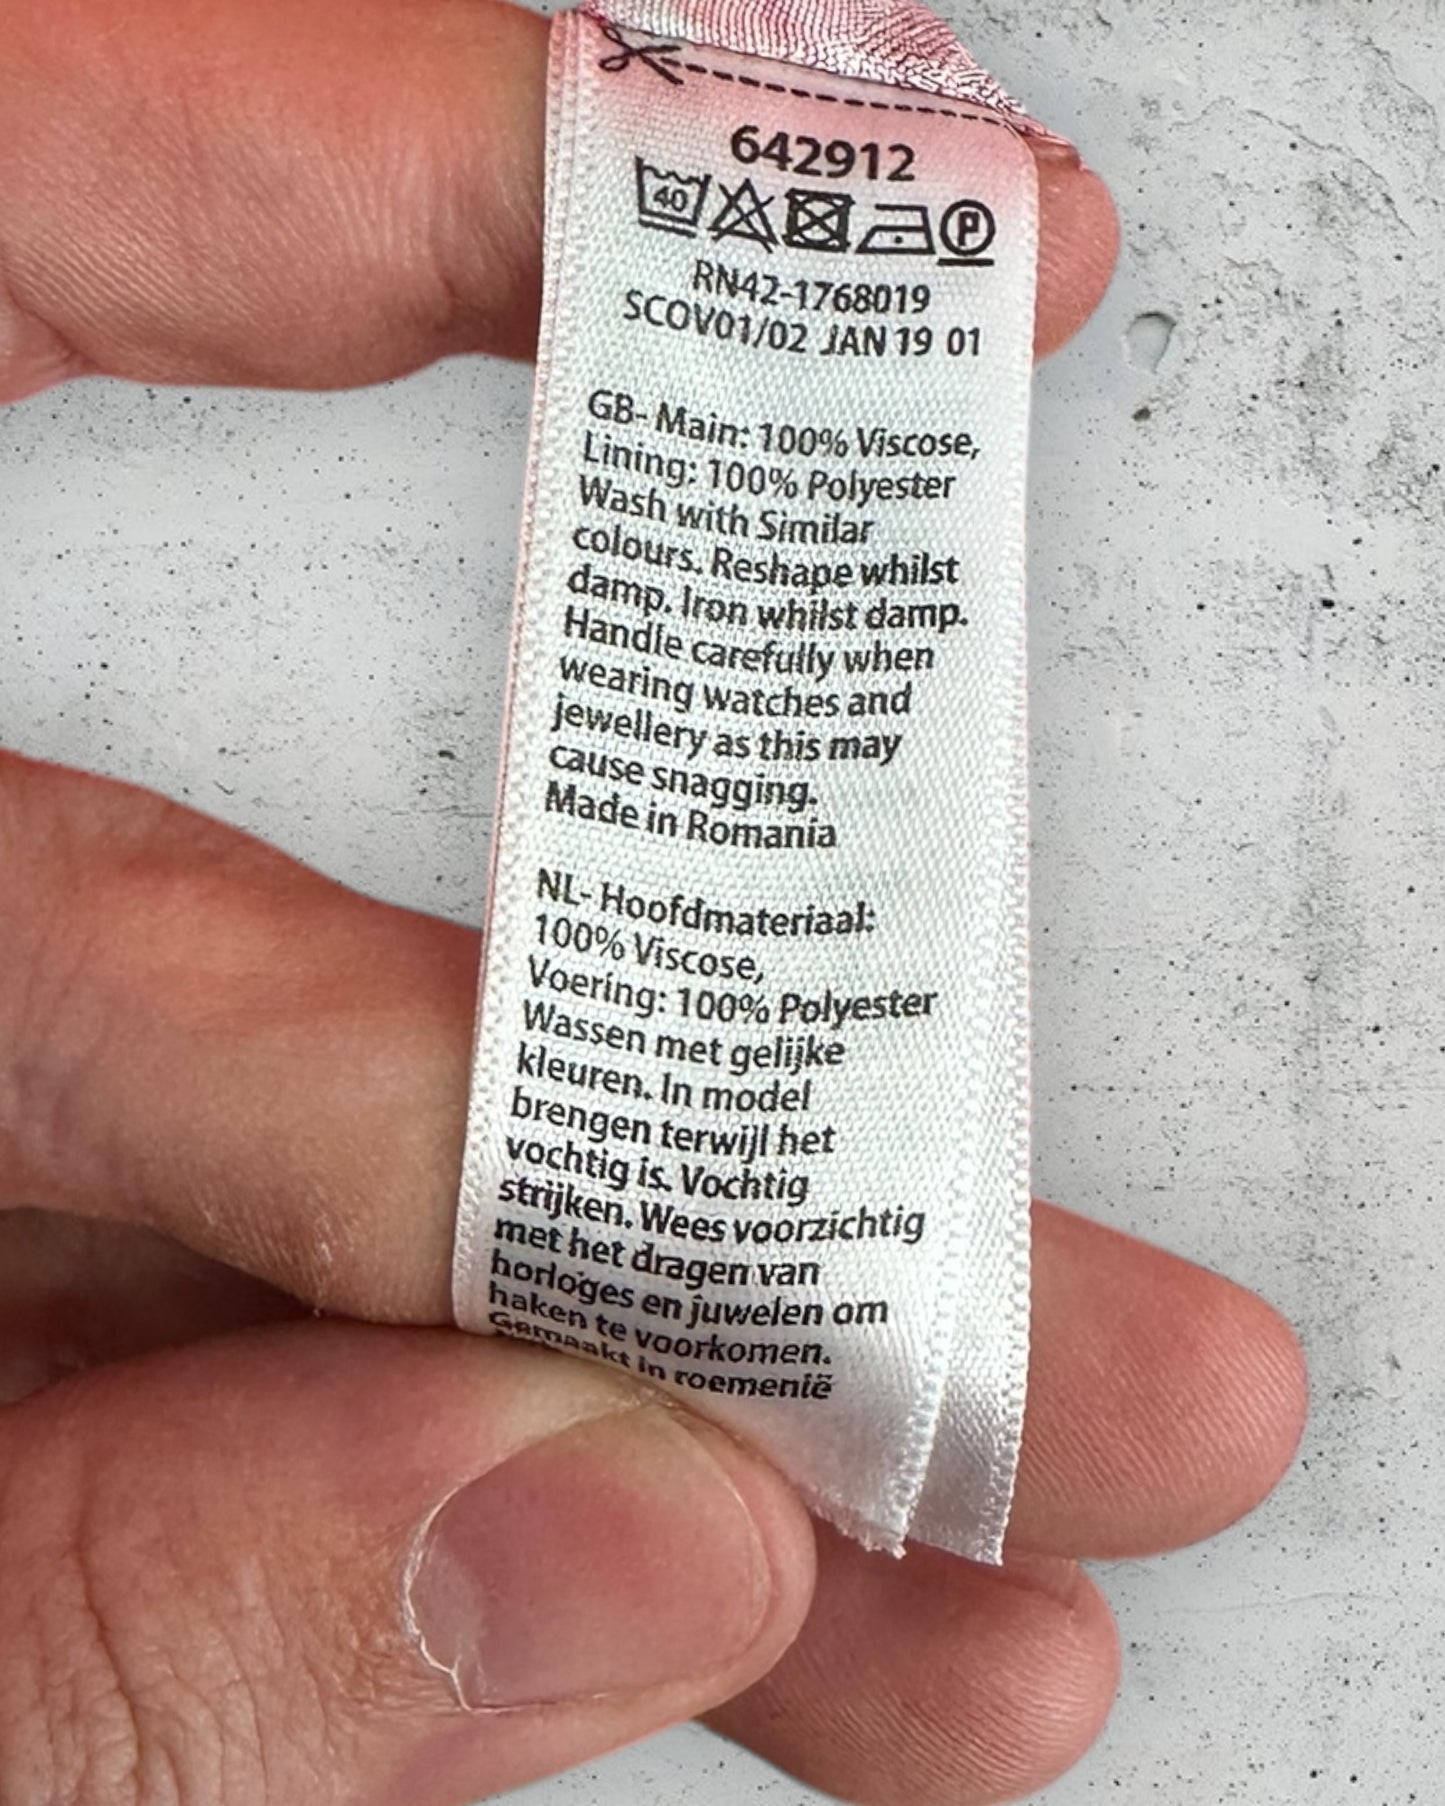 642912
40 P
RN42-1768019
SCOV01/02 JAN 19 01
GB- Main: 100% Viscose,
Lining: 100% Polyester
Wash with Similar
colours. Reshape whilst
damp. Iron whilst damp.
Handle carefully when
wearing watches and
jewellery as this may
cause snagging.
Made in Romania
NL- Hoofdmateriaal:
100% Viscose,
Voering: 100% Polyester
Wassen met gelijke
kleuren. In model
brengen terwijl het
vochtig is. Vochtig
strijken. Wees voorzichtig
met het dragen van
horloges en juwelen om
haken te voorkomen.
Gemaakt in roemenië